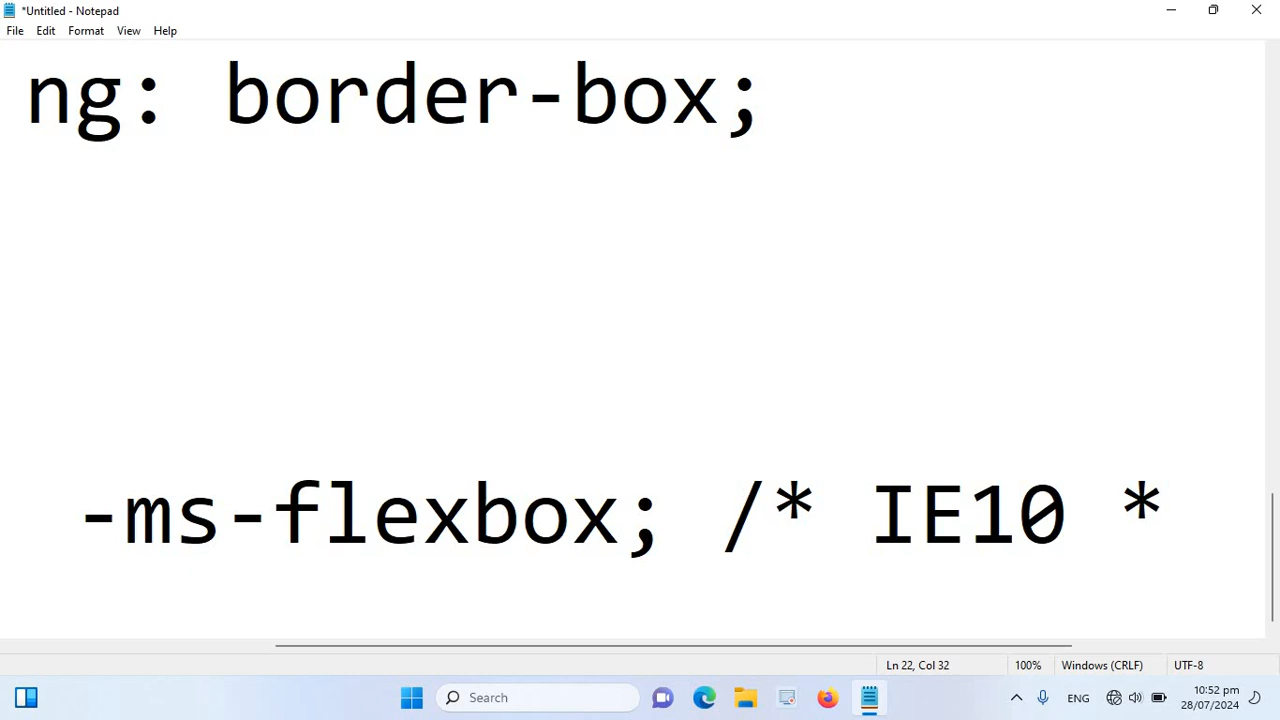 *Untitled - Notepad
File Edit Format View Help
ng: border-box;
-ms-flexbox; /* IE10 *
Ln 22, Col 32 100% Windows (CRLF) UTF-8
Search ENG 10:52 pm
28/07/2024